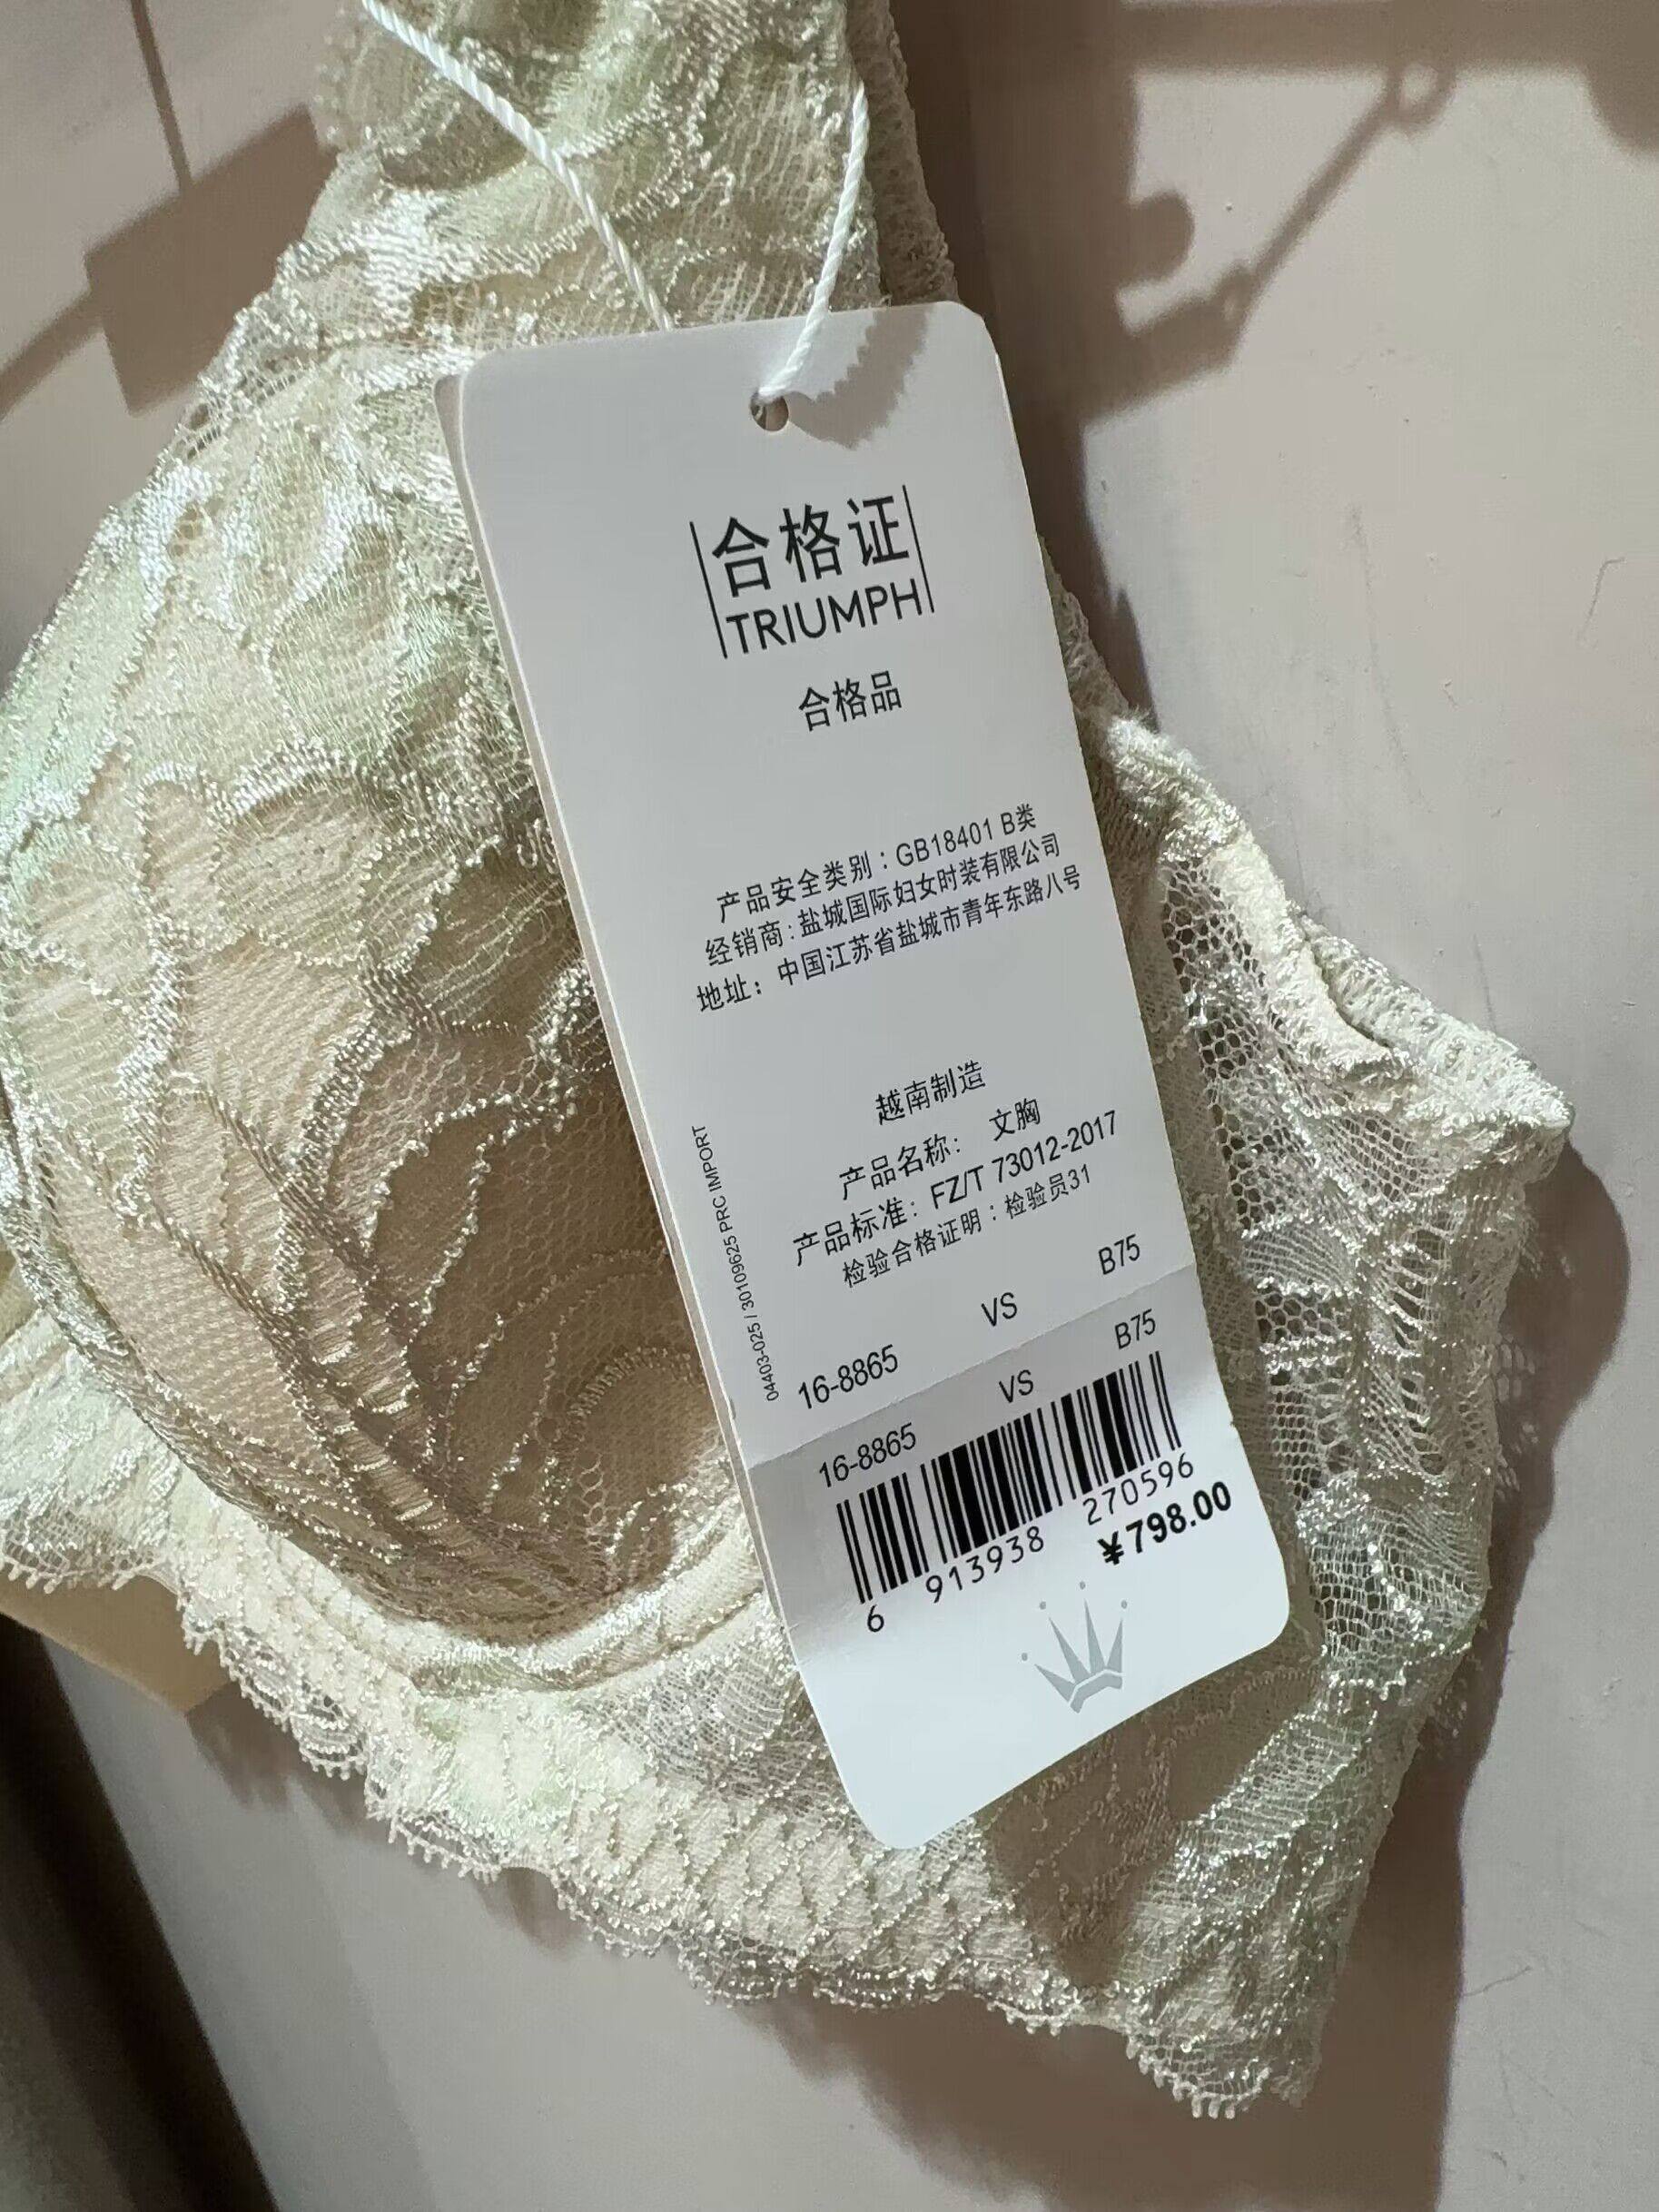 合格证
TRIUMPH
合格品
产品安全类别：GB18401 B类
经销商：盐城国际妇女时装有限公司
地址：中国江苏省盐城市青年东路八号
越南制造
产品名称：文胸
产品标准：FZ/T 73012-2017
检验合格证明：检验员31
04403-025 / 30109625 PRC IMPORT
16-8865 VS B75
16-8865 VS B75
6 913938 270596
¥798.00